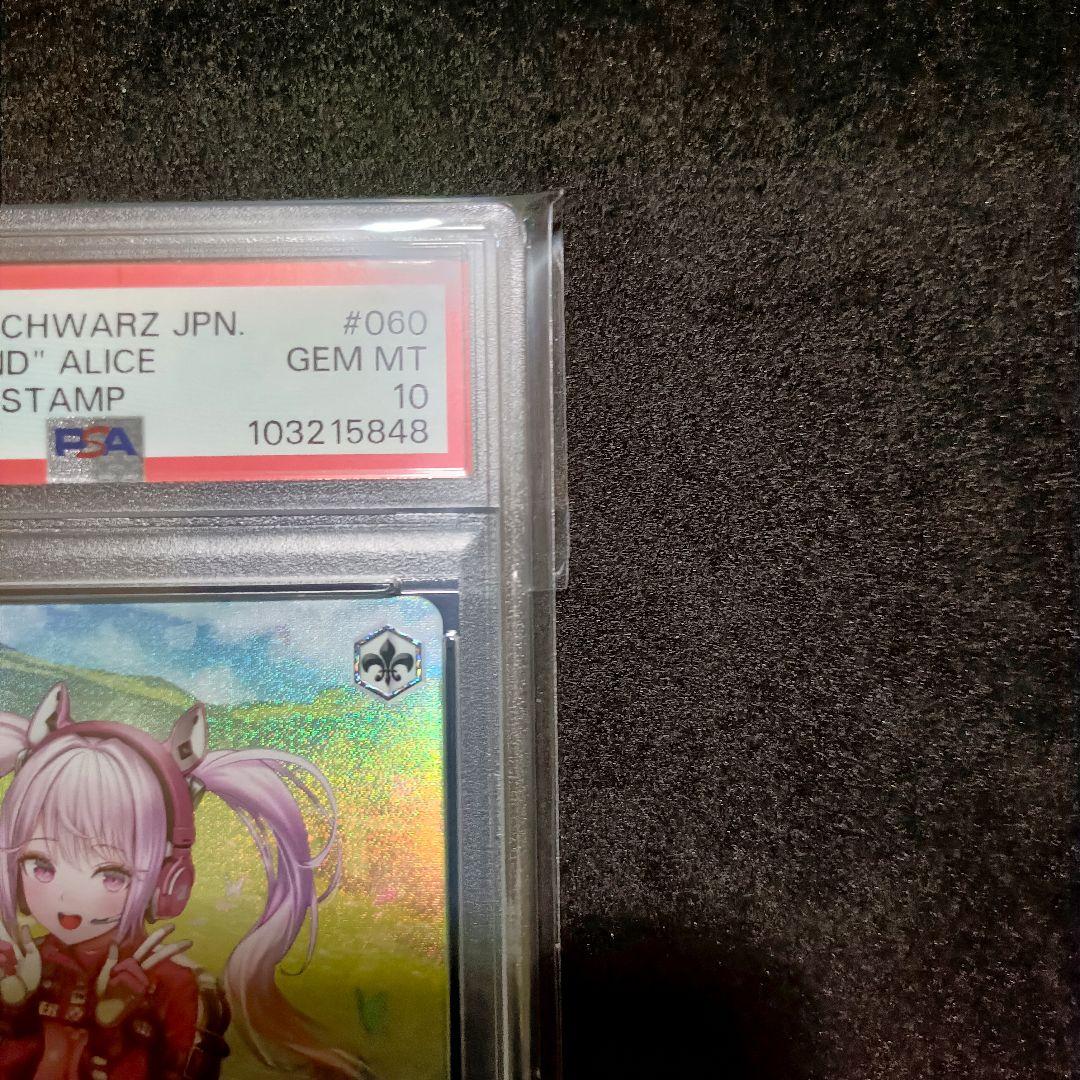 CHWARZ JPN. #060
ND" ALICE GEM MT
STAMP 10
PSA 103215848